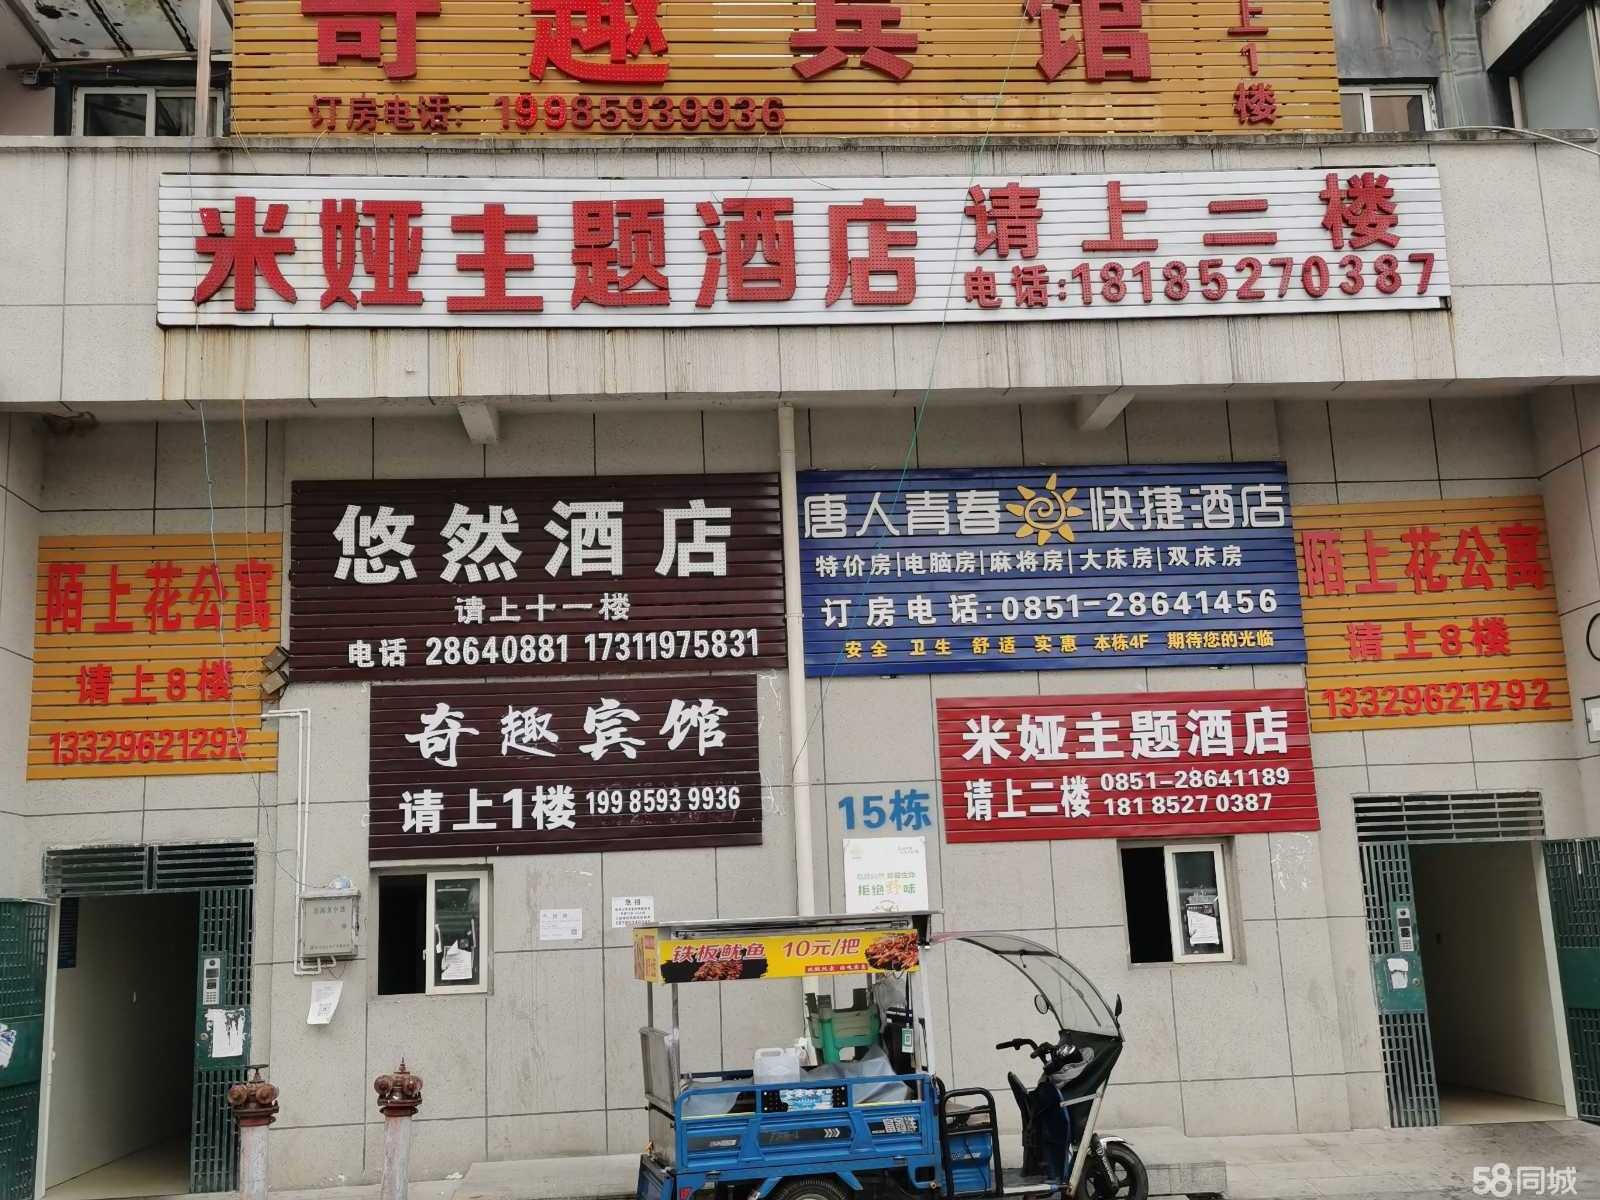 奇趣宾馆
上1楼
订房电话：19985939936
米娅主题酒店
请上二楼
电话:18185270387
悠然酒店
请上十一楼
电话 28640881 17311975831
唐人青春快捷酒店
特价房|电脑房|麻将房|大床房|双床房
订房电话:0851-28641456
安全 卫生 舒适 实惠 本栋4F 期待您的光临
陌上花公寓
请上8楼
13329621292
陌上花公寓
请上8楼
13329621292
奇趣宾馆
请上1楼 199 8593 9936
米娅主题酒店
请上二楼 0851-28641189
181 8527 0387
15栋
拒绝野味
急招
铁板鱿鱼 10元/把
58同城